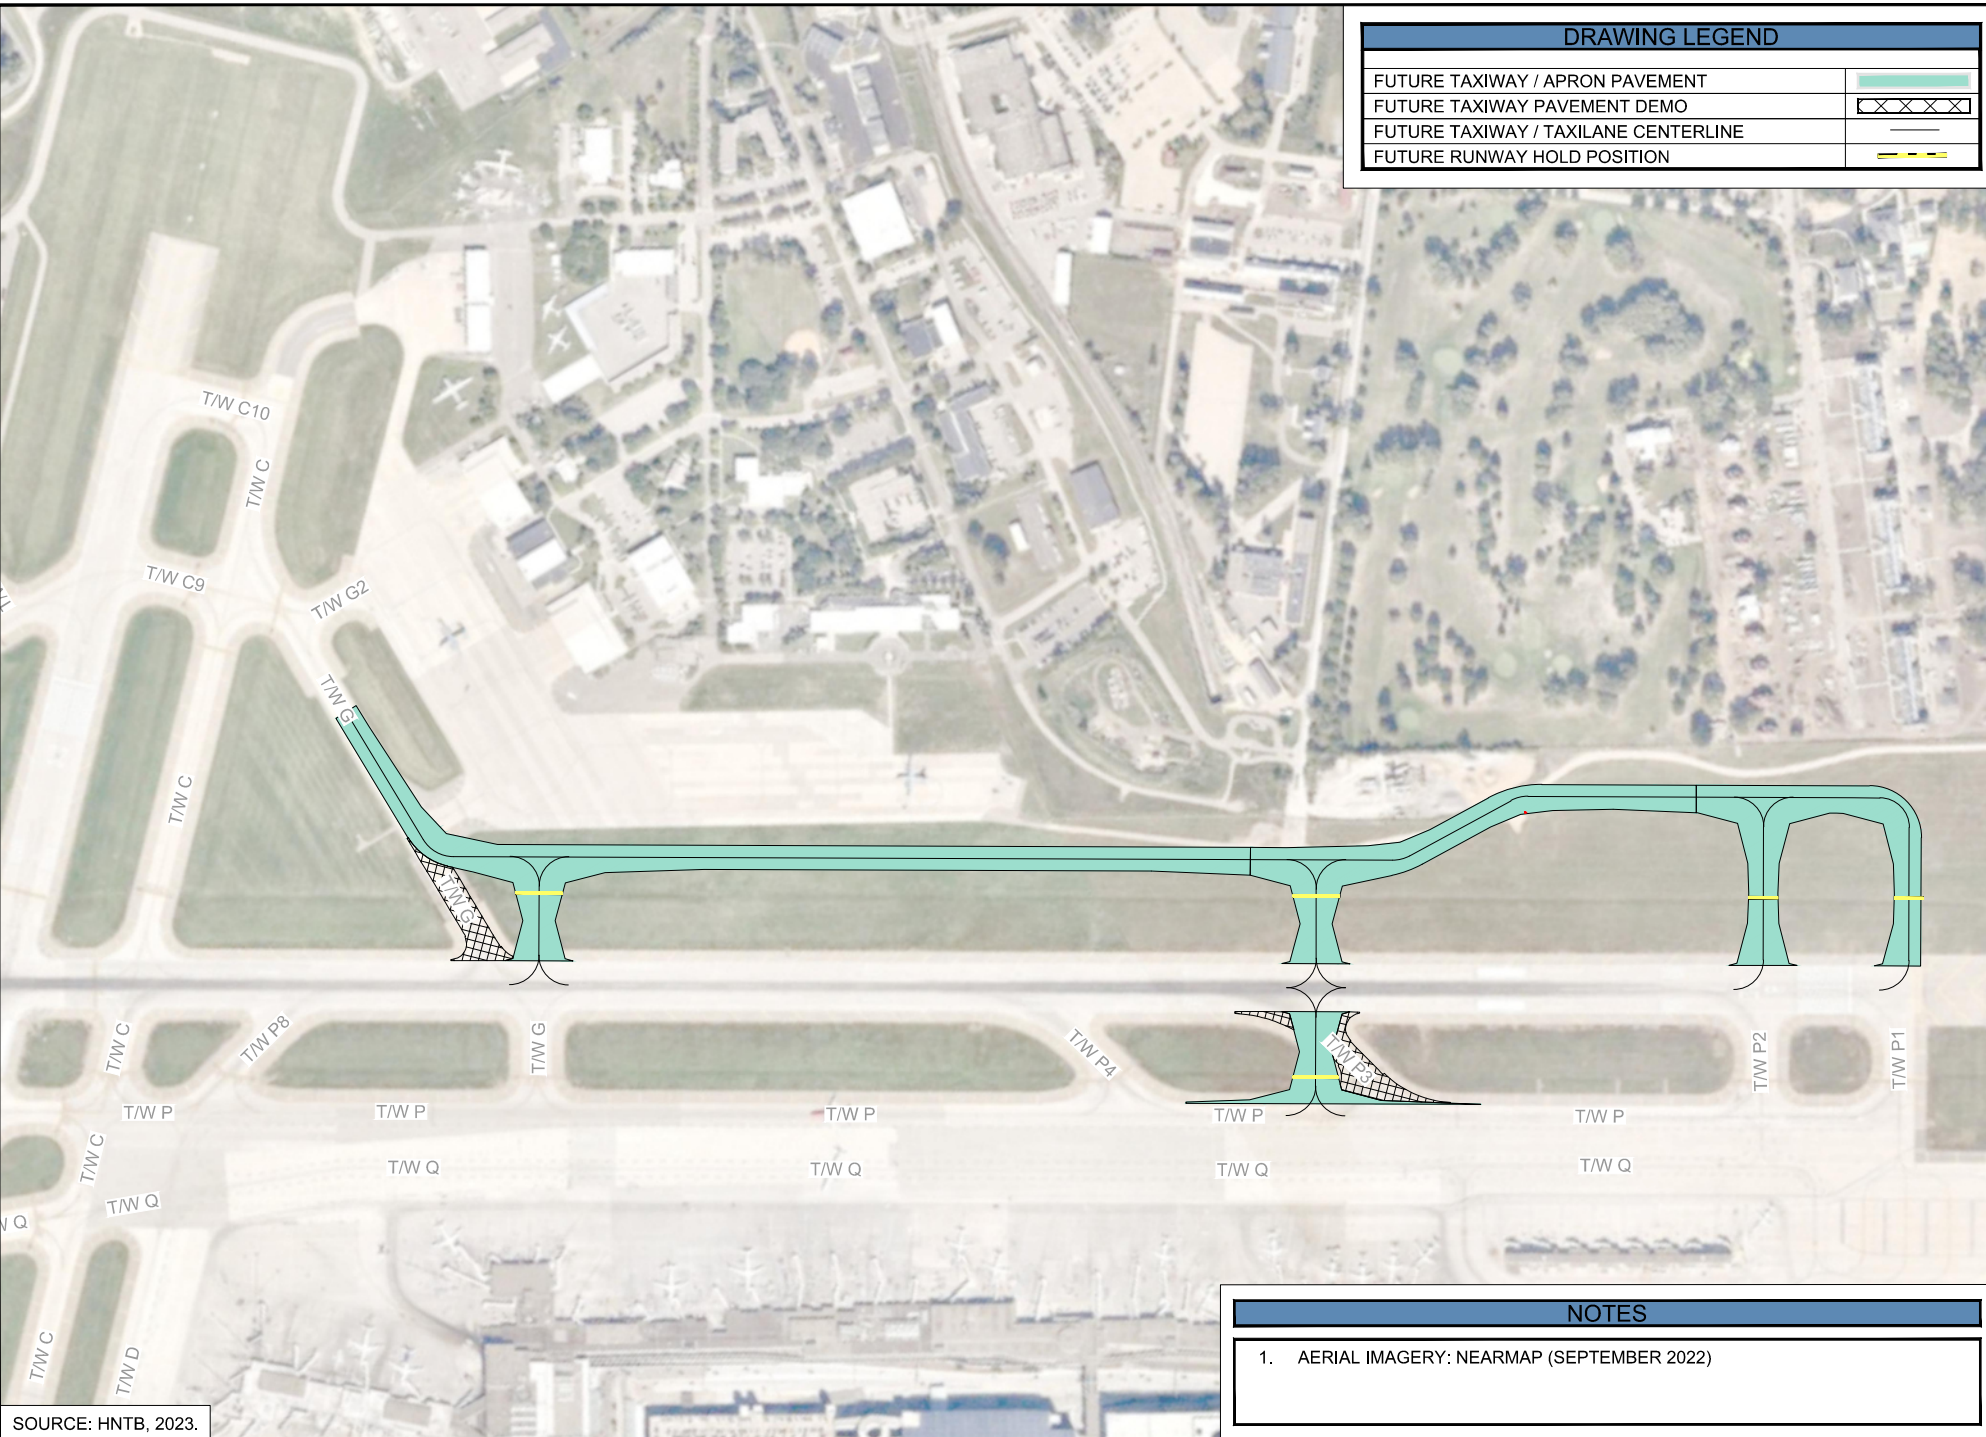 DRAWING LEGEND
FUTURE TAXIWAY / APRON PAVEMENT
FUTURE TAXIWAY PAVEMENT DEMO
FUTURE TAXIWAY / TAXILANE CENTERLINE
FUTURE RUNWAY HOLD POSITION
T/W C10
T/W C
T/W C9
T/W G2
T/W G
T/W C
T/W G
T/W C
T/W P8
T/W G
T/W P4
T/W P3
T/W P2
T/W P1
T/W P
T/W P
T/W P
T/W P
T/W P
T/W C
T/W Q
T/W Q
T/W Q
T/W Q
T/W Q
W Q
T/W C
T/W D
NOTES
1. AERIAL IMAGERY: NEARMAP (SEPTEMBER 2022)
SOURCE: HNTB, 2023.